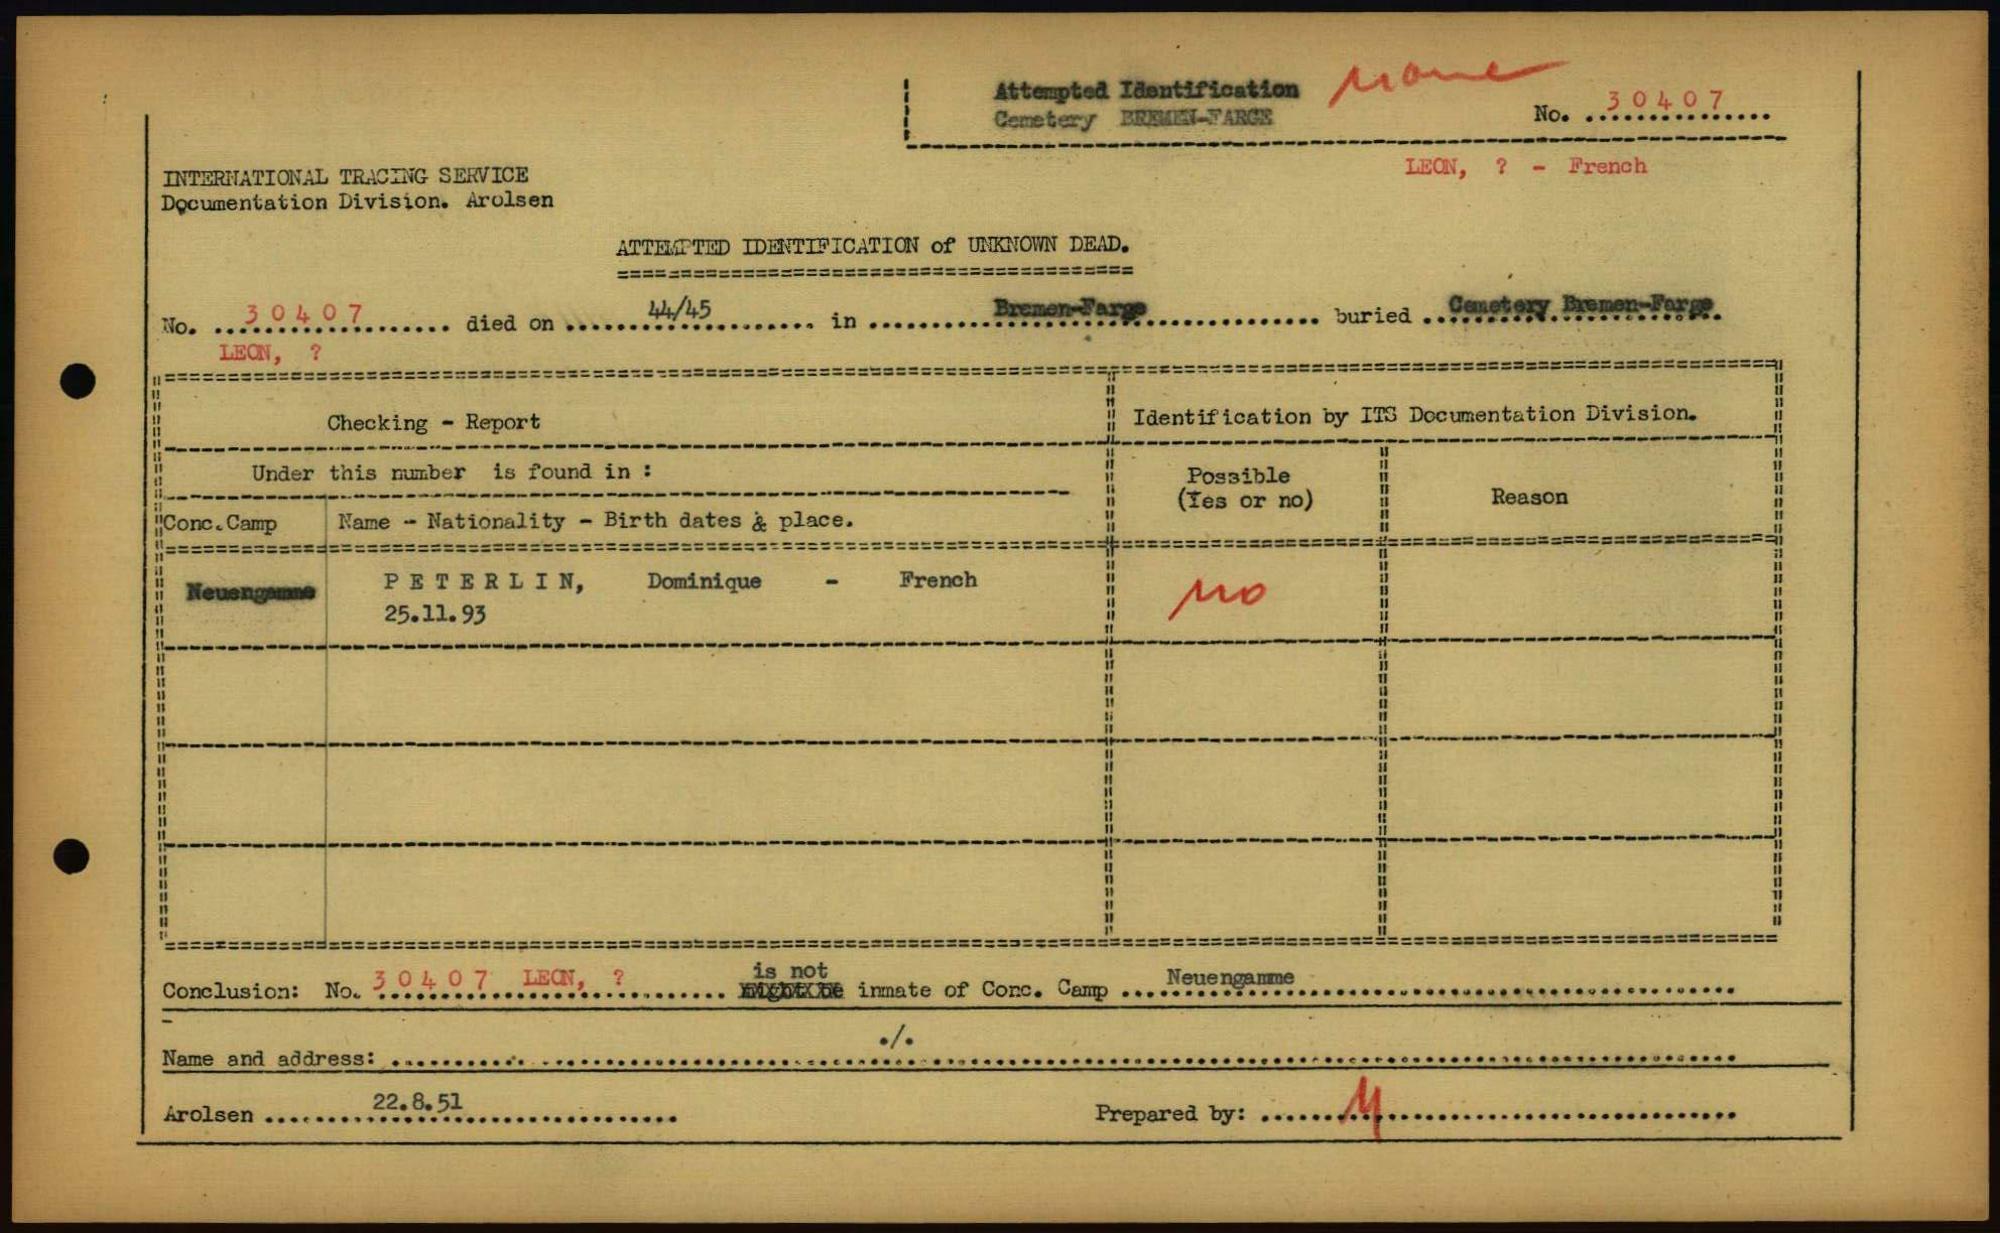 Attempted Identification
Cemetery BREMEN-FARGE
No. 30407
LEON, ? - French
INTERNATIONAL TRACING SERVICE
Documentation Division. Arolsen
ATTEMPTED IDENTIFICATION of UNKNOWN DEAD.
No. 30407 died on 44/45 in Bremen-Farge buried Cemetery Bremen-Farge
LEON, ?
Checking - Report
Identification by ITS Documentation Division.
Under this number is found in :
Possible
(Yes or no)
Reason
Conc.Camp Name - Nationality - Birth dates & place.
Neuengamme PETERLIN, Dominique - French
no
25.11.93
is not
Conclusion: No. 30407 LEON, ? might be inmate of Conc. Camp Neuengamme
Name and address: ./.
Arolsen 22.8.51
Prepared by: